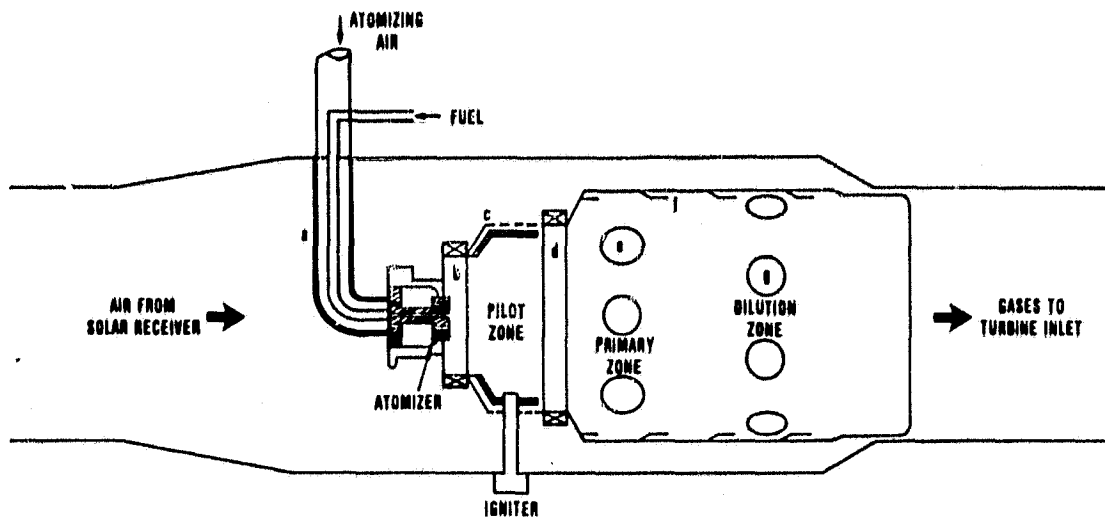 ATOMIZING
AIR
FUEL
c
b
d
j
AIR FROM
SOLAR RECEIVER
PILOT
ZONE
PRIMARY
ZONE
DILUTION
ZONE
GASES TO
TURBINE INLET
ATOMIZER
IGNITER